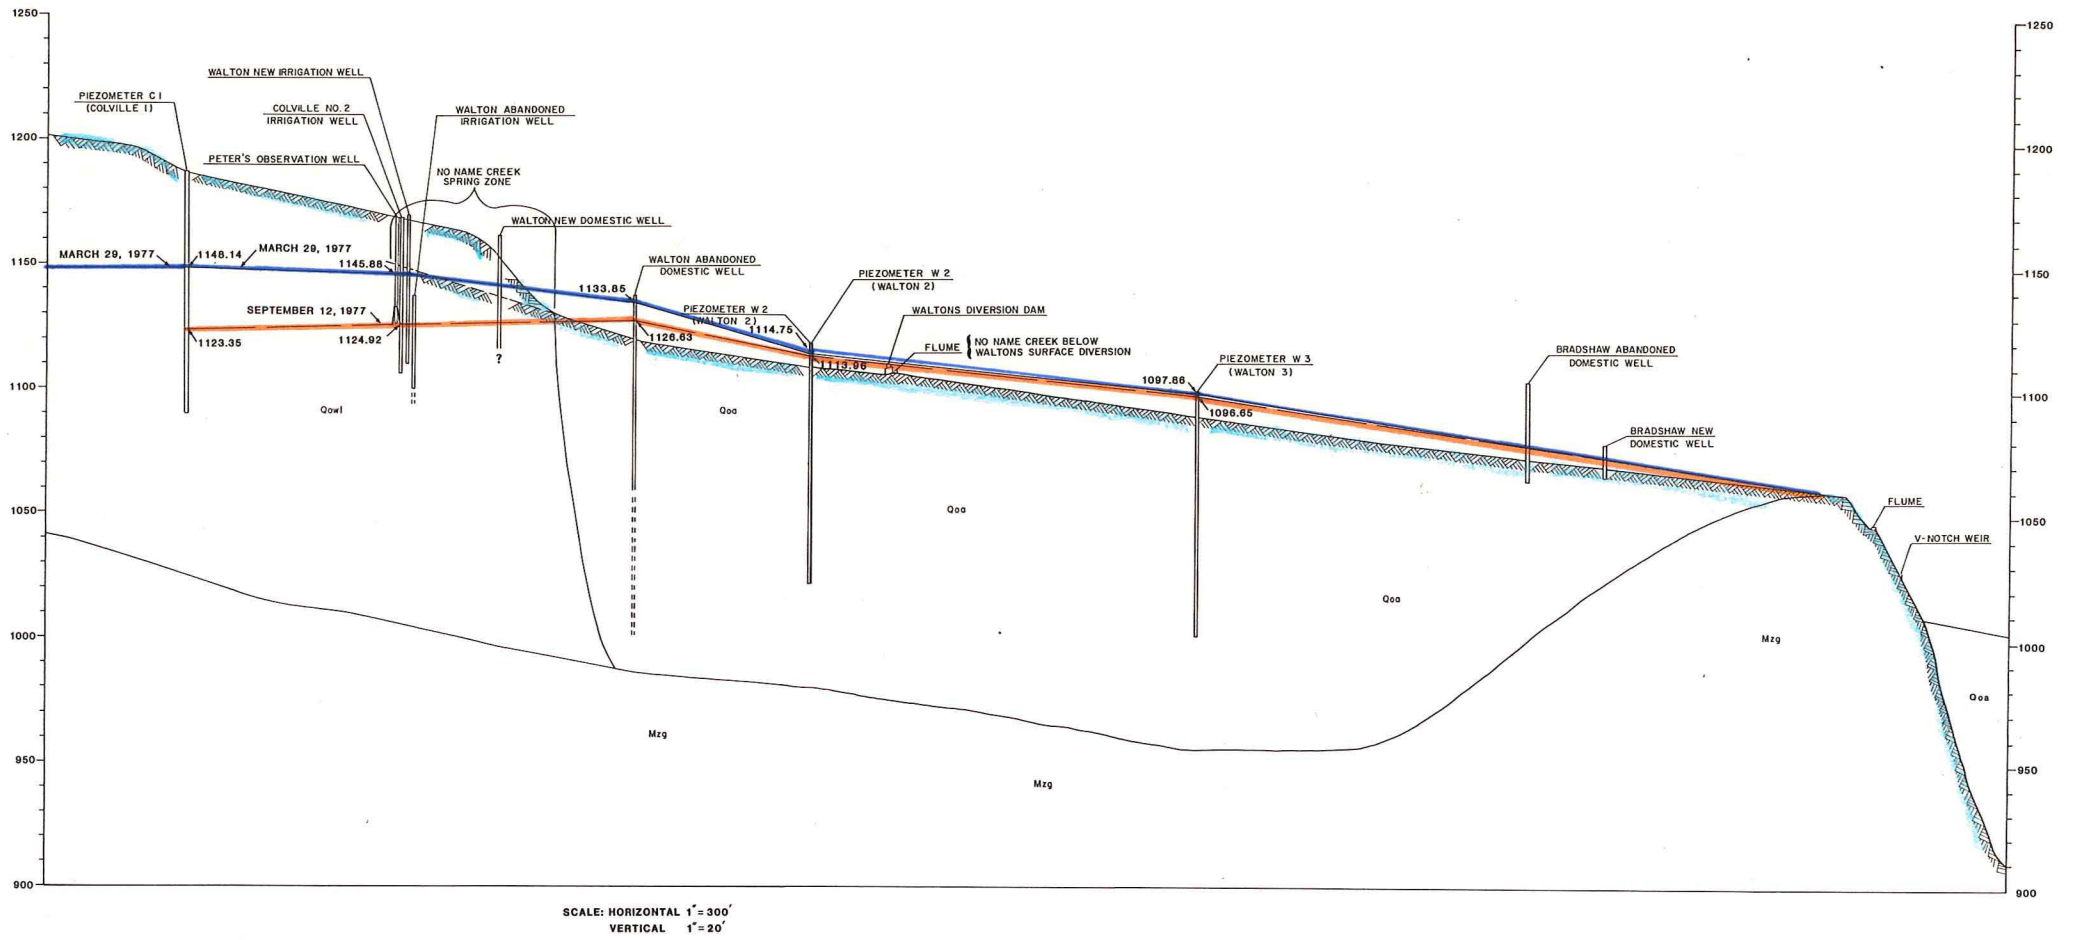 1250
1200
1150
1100
1050
1000
950
900
1250
1200
1150
1100
1050
1000
950
900
PIEZOMETER C I
(COLVILLE I)
WALTON NEW IRRIGATION WELL
COLVILLE NO. 2
IRRIGATION WELL
PETER'S OBSERVATION WELL
WALTON ABANDONED
IRRIGATION WELL
NO NAME CREEK
SPRING ZONE
WALTON NEW DOMESTIC WELL
WALTON ABANDONED
DOMESTIC WELL
PIEZOMETER W 2
(WALTON 2)
PIEZOMETER W 2
(WALTON 2)
WALTONS DIVERSION DAM
FLUME { NO NAME CREEK BELOW
WALTONS SURFACE DIVERSION
PIEZOMETER W 3
(WALTON 3)
BRADSHAW ABANDONED
DOMESTIC WELL
BRADSHAW NEW
DOMESTIC WELL
FLUME
V-NOTCH WEIR
MARCH 29, 1977
1148.14
MARCH 29, 1977
1145.88
SEPTEMBER 12, 1977
1123.35
1124.92
1133.85
1126.63
1114.75
1113.96
1097.86
1096.65
?
Qowl
Qoa
Qoa
Qoa
Qoa
Mzg
Mzg
Mzg
SCALE: HORIZONTAL 1" = 300'
VERTICAL 1" = 20'